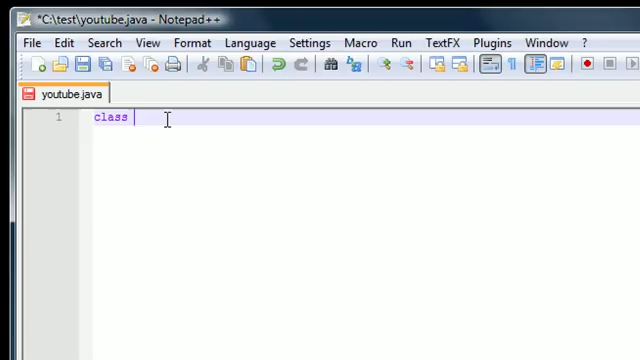 *C:\test\youtube.java - Notepad++
File Edit Search View Format Language Settings Macro Run TextFX Plugins Window ?
youtube.java
1 class